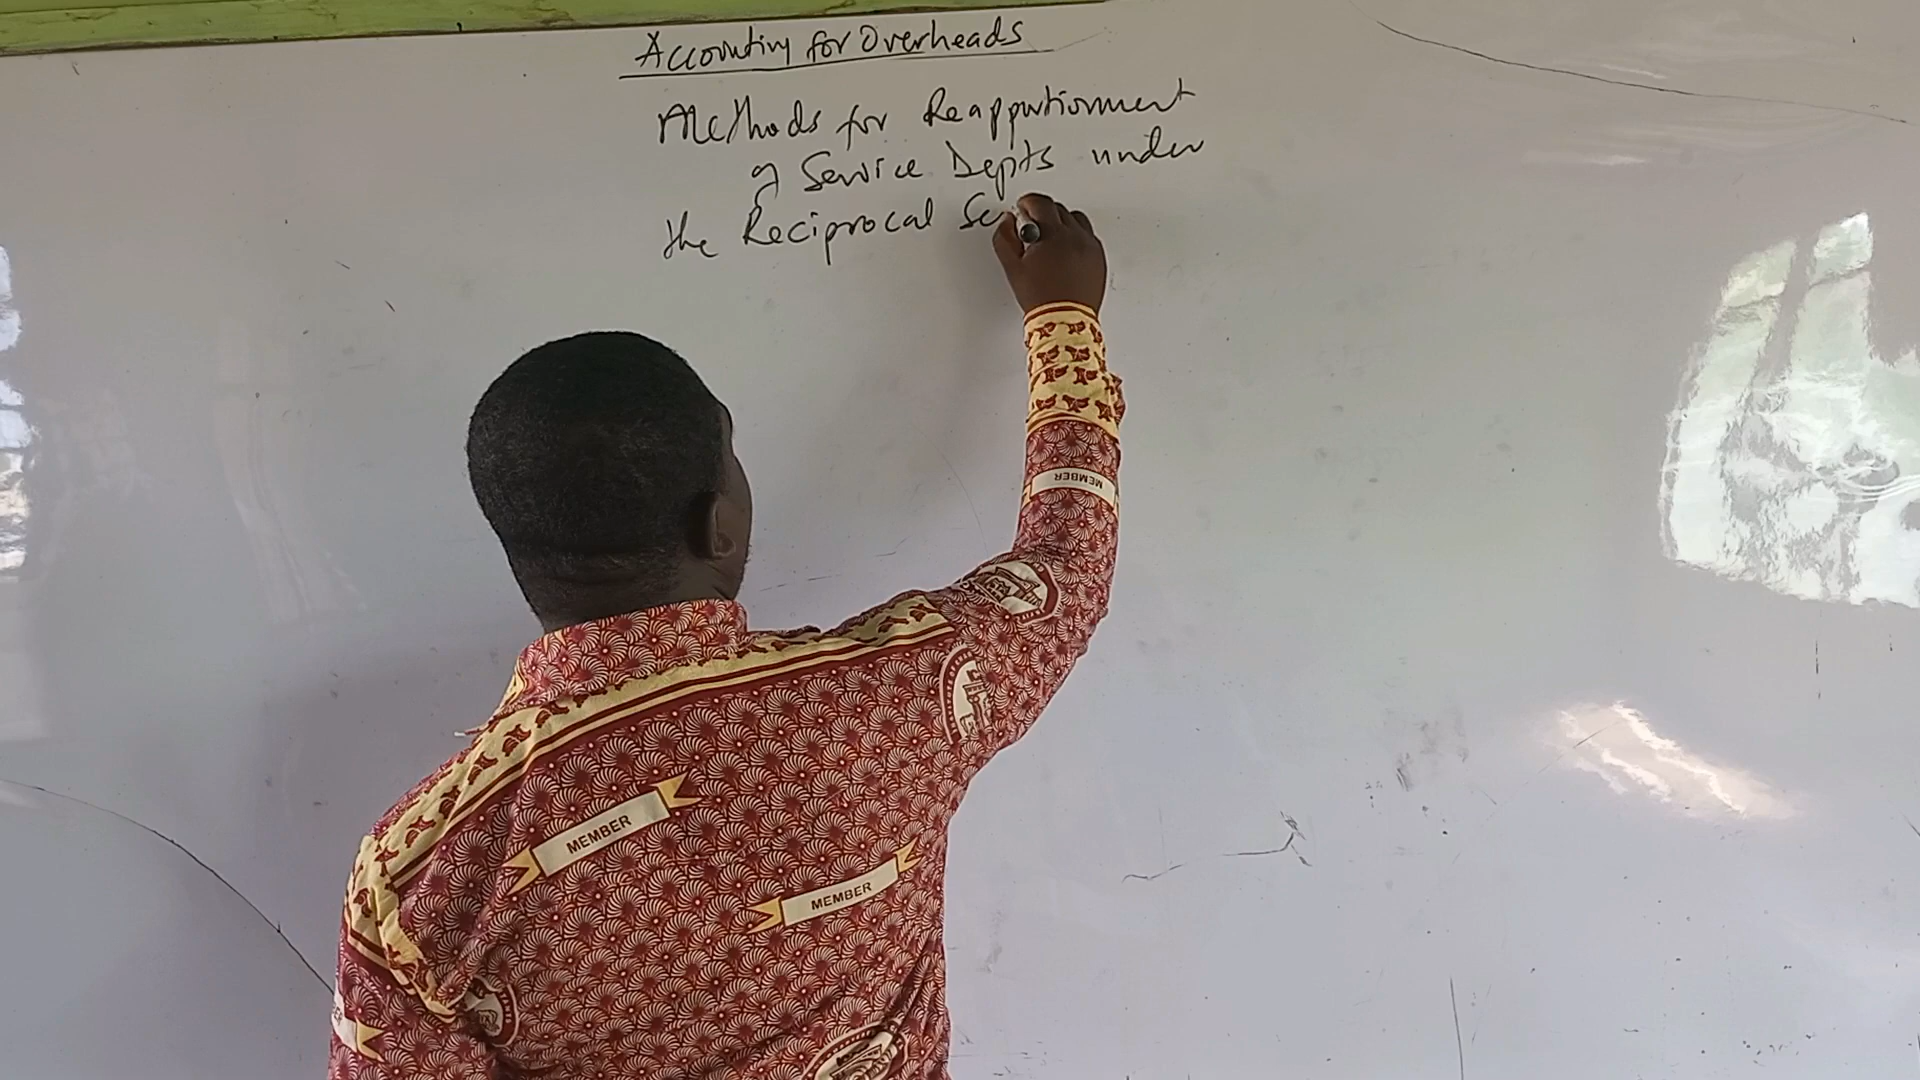 Accounting for Overheads
Methods for Reapportionment
of Service Depts under
the Reciprocal Se
MEMBER
MEMBER
MEMBER